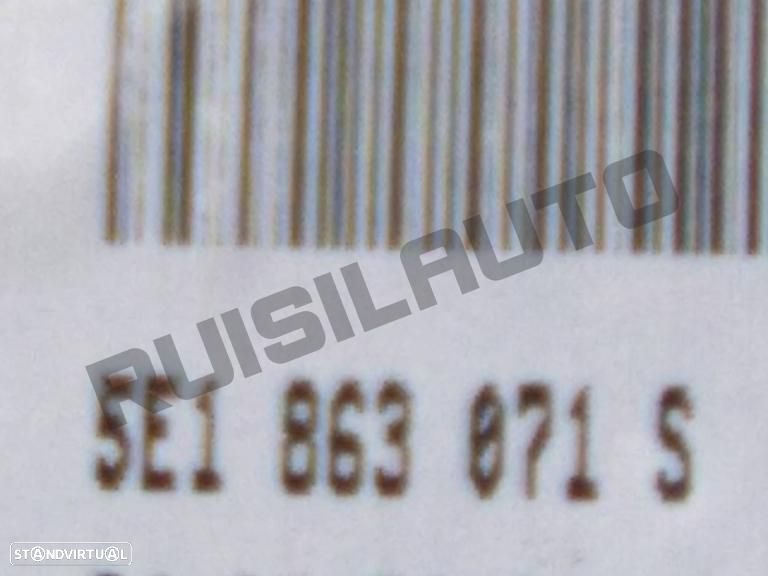 RUISILAUTO
5E1 863 071 S
STANDVIRTUAL